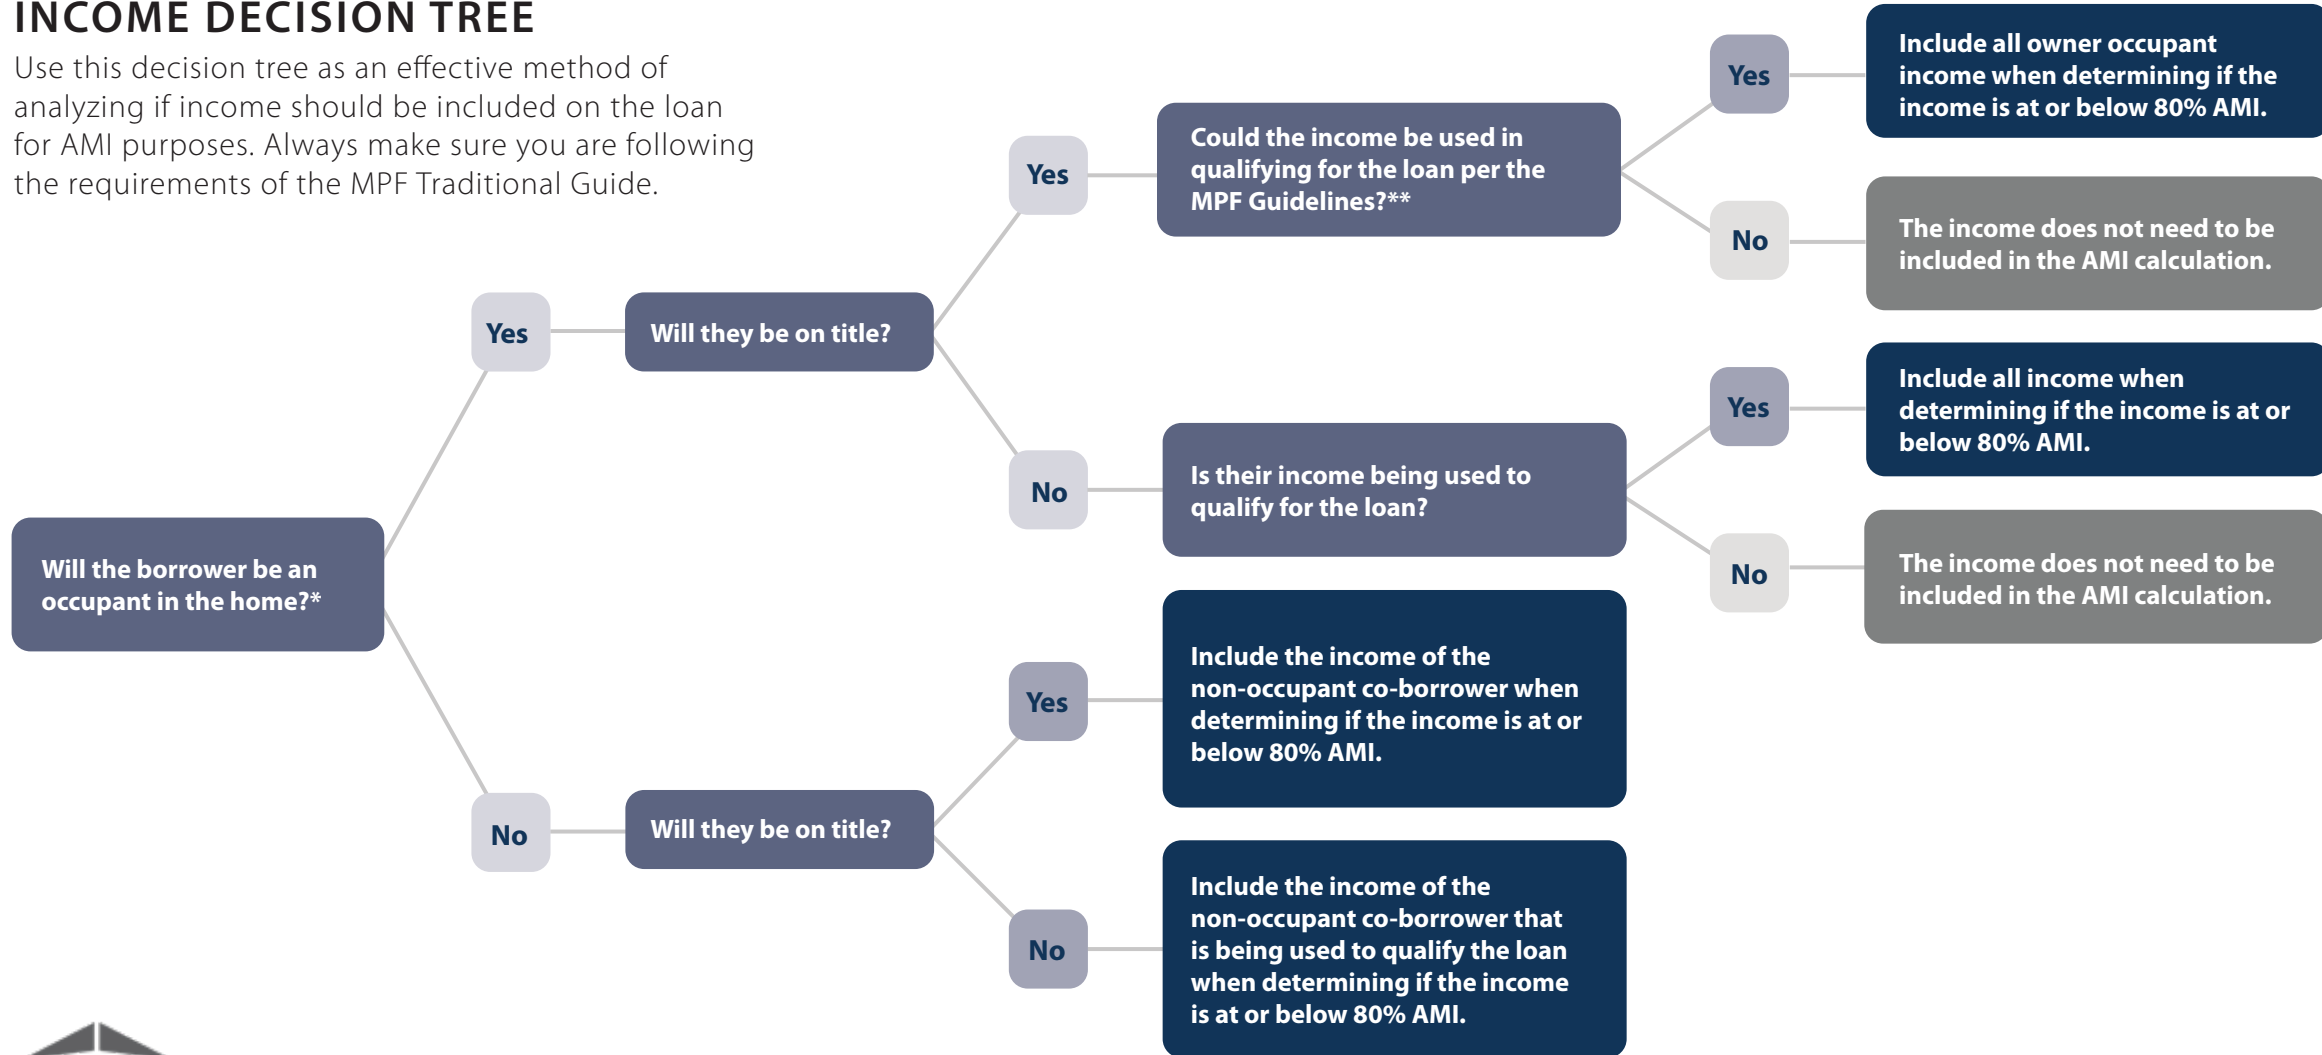 INCOME DECISION TREE
Use this decision tree as an effective method of
analyzing if income should be included on the loan
for AMI purposes. Always make sure you are following
the requirements of the MPF Traditional Guide.
Will the borrower be an
occupant in the home?*
Yes
Will they be on title?
Yes
Could the income be used in
qualifying for the loan per the
MPF Guidelines?**
Yes
Include all owner occupant
income when determining if the
income is at or below 80% AMI.
No
The income does not need to be
included in the AMI calculation.
No
Is their income being used to
qualify for the loan?
Yes
Include all income when
determining if the income is at or
below 80% AMI.
No
The income does not need to be
included in the AMI calculation.
No
Will they be on title?
Yes
Include the income of the
non-occupant co-borrower when
determining if the income is at or
below 80% AMI.
No
Include the income of the
non-occupant co-borrower that
is being used to qualify the loan
when determining if the income
is at or below 80% AMI.